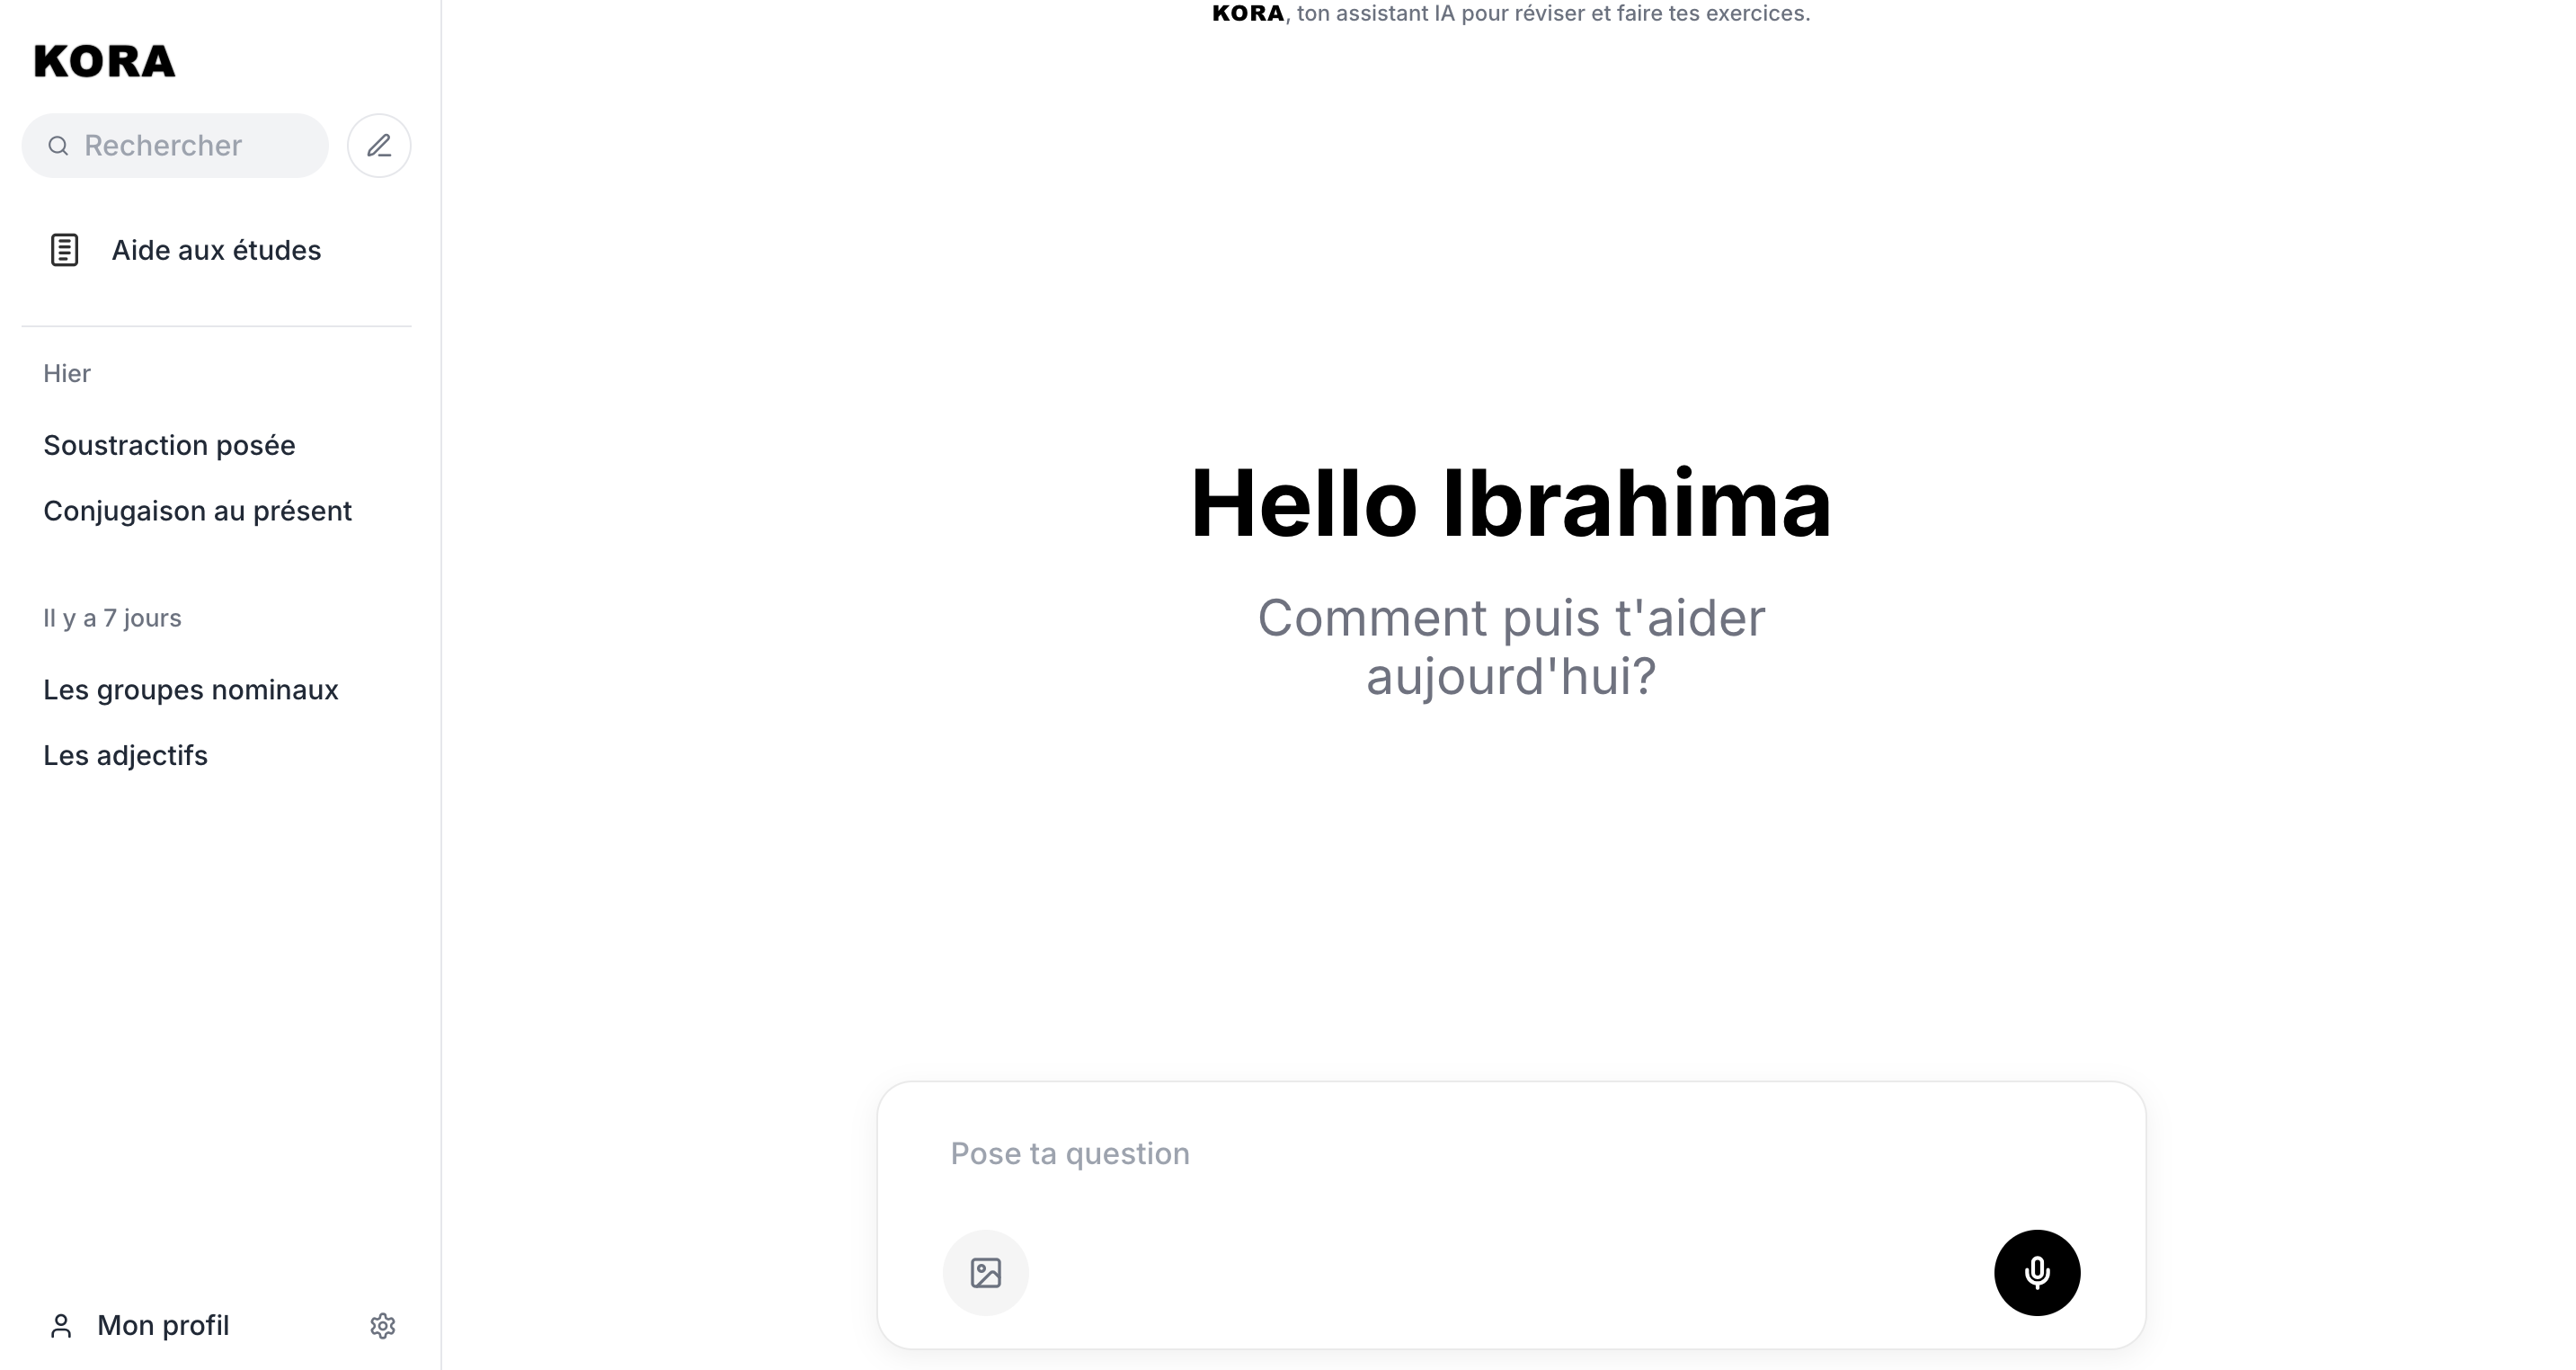 KORA
Rechercher
Aide aux études
Hier
Soustraction posée
Conjugaison au présent
Il y a 7 jours
Les groupes nominaux
Les adjectifs
Mon profil
KORA, ton assistant IA pour réviser et faire tes exercices.
Hello Ibrahima
Comment puis t'aider
aujourd'hui?
Pose ta question